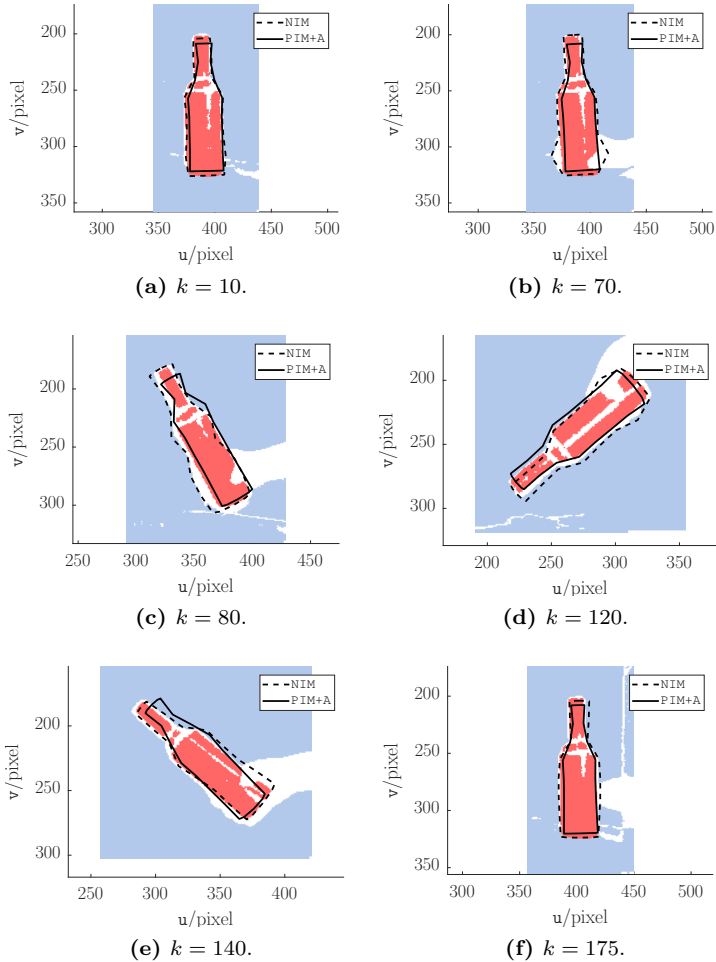 200
250
300
350
v/pixel
NIM
PIM+A
300 350 400 450 500
u/pixel
(a) k = 10.
200
250
300
350
v/pixel
NIM
PIM+A
300 350 400 450 500
u/pixel
(b) k = 70.
200
250
300
v/pixel
NIM
PIM+A
250 300 350 400 450
u/pixel
(c) k = 80.
200
250
300
v/pixel
NIM
PIM+A
200 250 300 350
u/pixel
(d) k = 120.
200
250
300
v/pixel
NIM
PIM+A
250 300 350 400
u/pixel
(e) k = 140.
200
250
300
350
v/pixel
NIM
PIM+A
300 350 400 450 500
u/pixel
(f) k = 175.